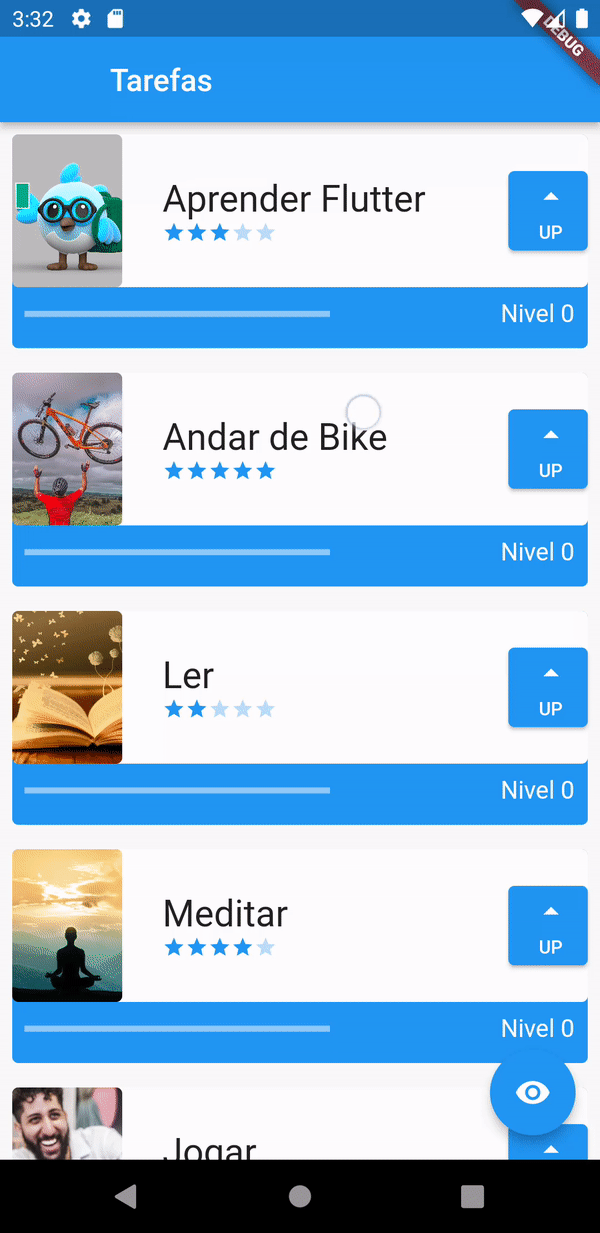 3:32
DEBUG
Tarefas
Aprender Flutter
UP
Nivel 0
Andar de Bike
UP
Nivel 0
Ler
UP
Nivel 0
Meditar
UP
Nivel 0
Jogar